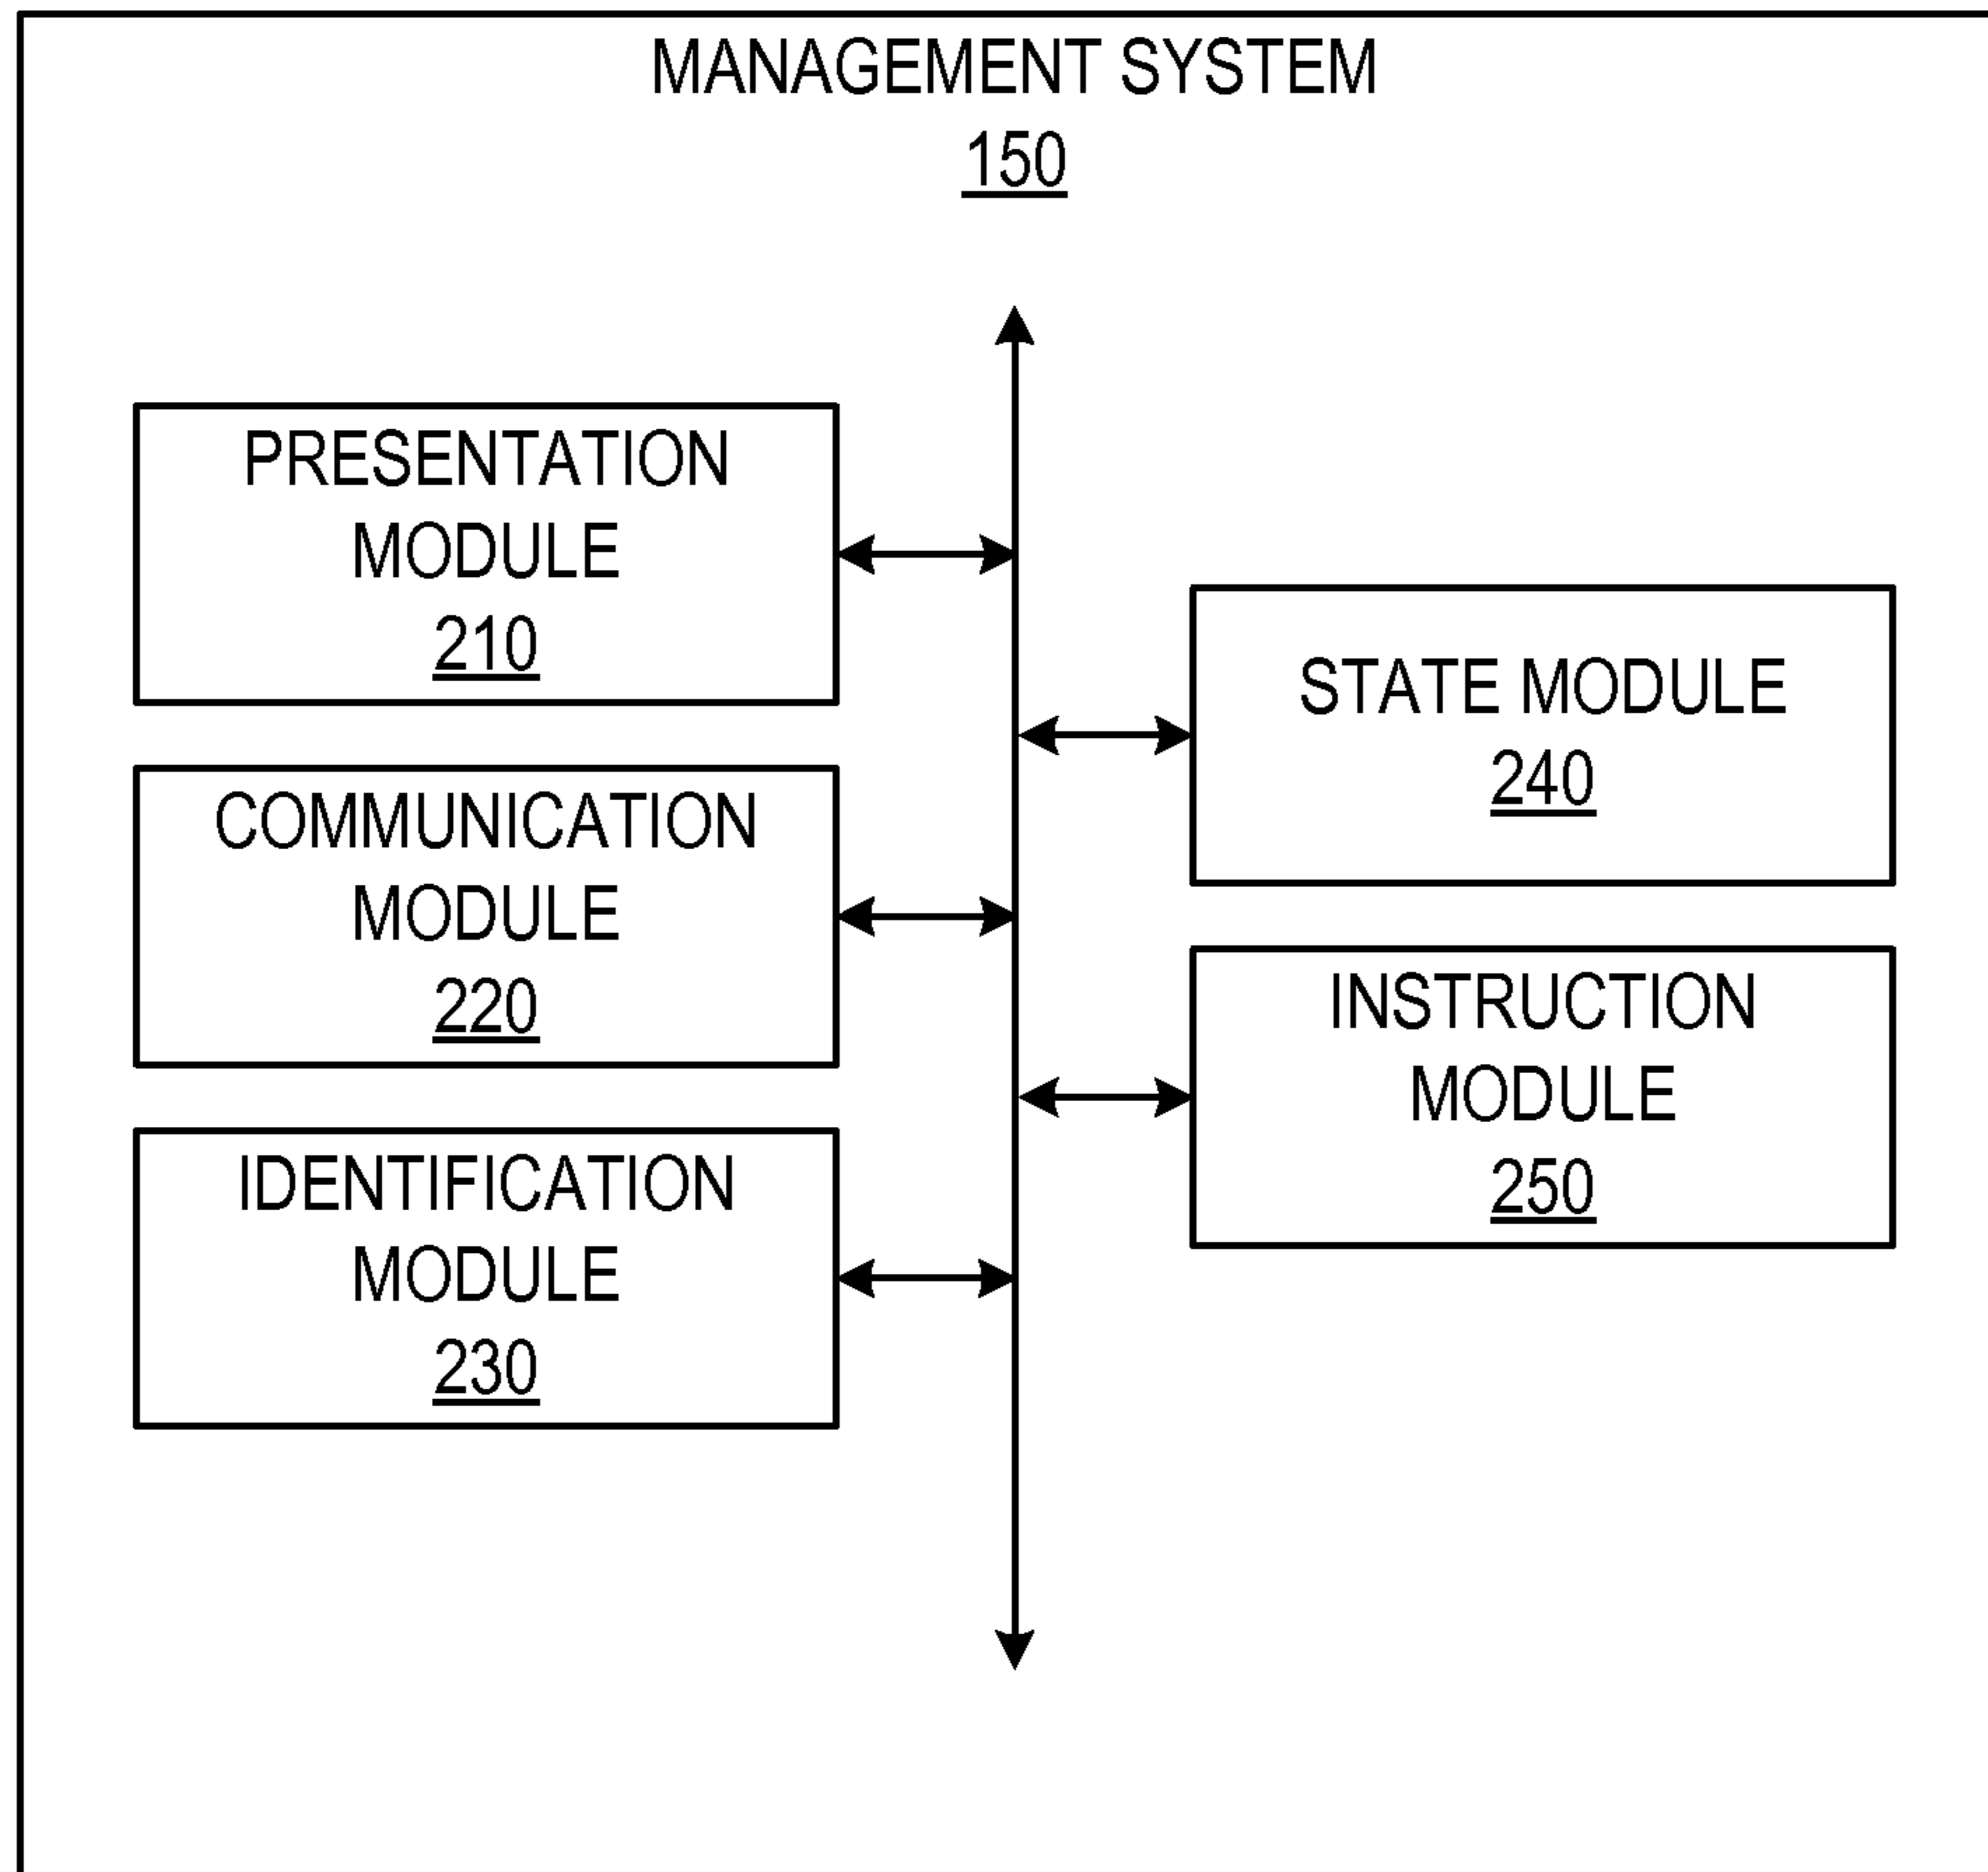 MANAGEMENT SYSTEM
150
PRESENTATION
MODULE
210
COMMUNICATION
MODULE
220
IDENTIFICATION
MODULE
230
STATE MODULE
240
INSTRUCTION
MODULE
250